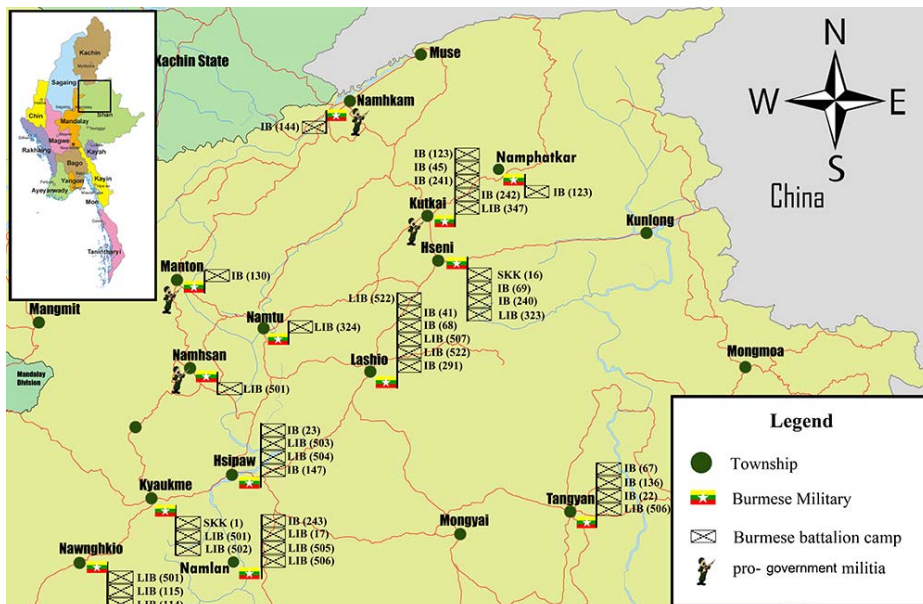 Kachin
Myitkyina
Sagaing
Chin
Mandalay
Shan
Magwe
Rakhaing
Kayah
Bago
Yangon
Ayeyarwady
Kayin
Mon
Tanintharyi
Kachin State
Muse
Namhkam
IB (144)
N
W
E
S
China
IB (123)
IB (45)
IB (241)
IB (242)
LIB (347)
Namphatkar
IB (123)
Kutkai
Kunlong
Hseni
SKK (16)
IB (69)
IB (240)
LIB (323)
Manton
IB (130)
Mangmit
Namtu
LIB (324)
LIB (522)
IB (41)
IB (68)
LIB (507)
LIB (522)
IB (291)
Lashio
Mongmoa
Mandalay
Division
Namhsan
LIB (501)
IB (23)
LIB (503)
LIB (504)
IB (147)
Hsipaw
IB (67)
IB (136)
IB (22)
LIB (506)
Tangyan
Kyaukme
SKK (1)
LIB (501)
LIB (502)
IB (243)
LIB (17)
LIB (505)
LIB (506)
Mongyai
Nawnghkio
Namlan
LIB (501)
LIB (115)
LIB (114)
Legend
Township
Burmese Military
Burmese battalion camp
pro- government militia